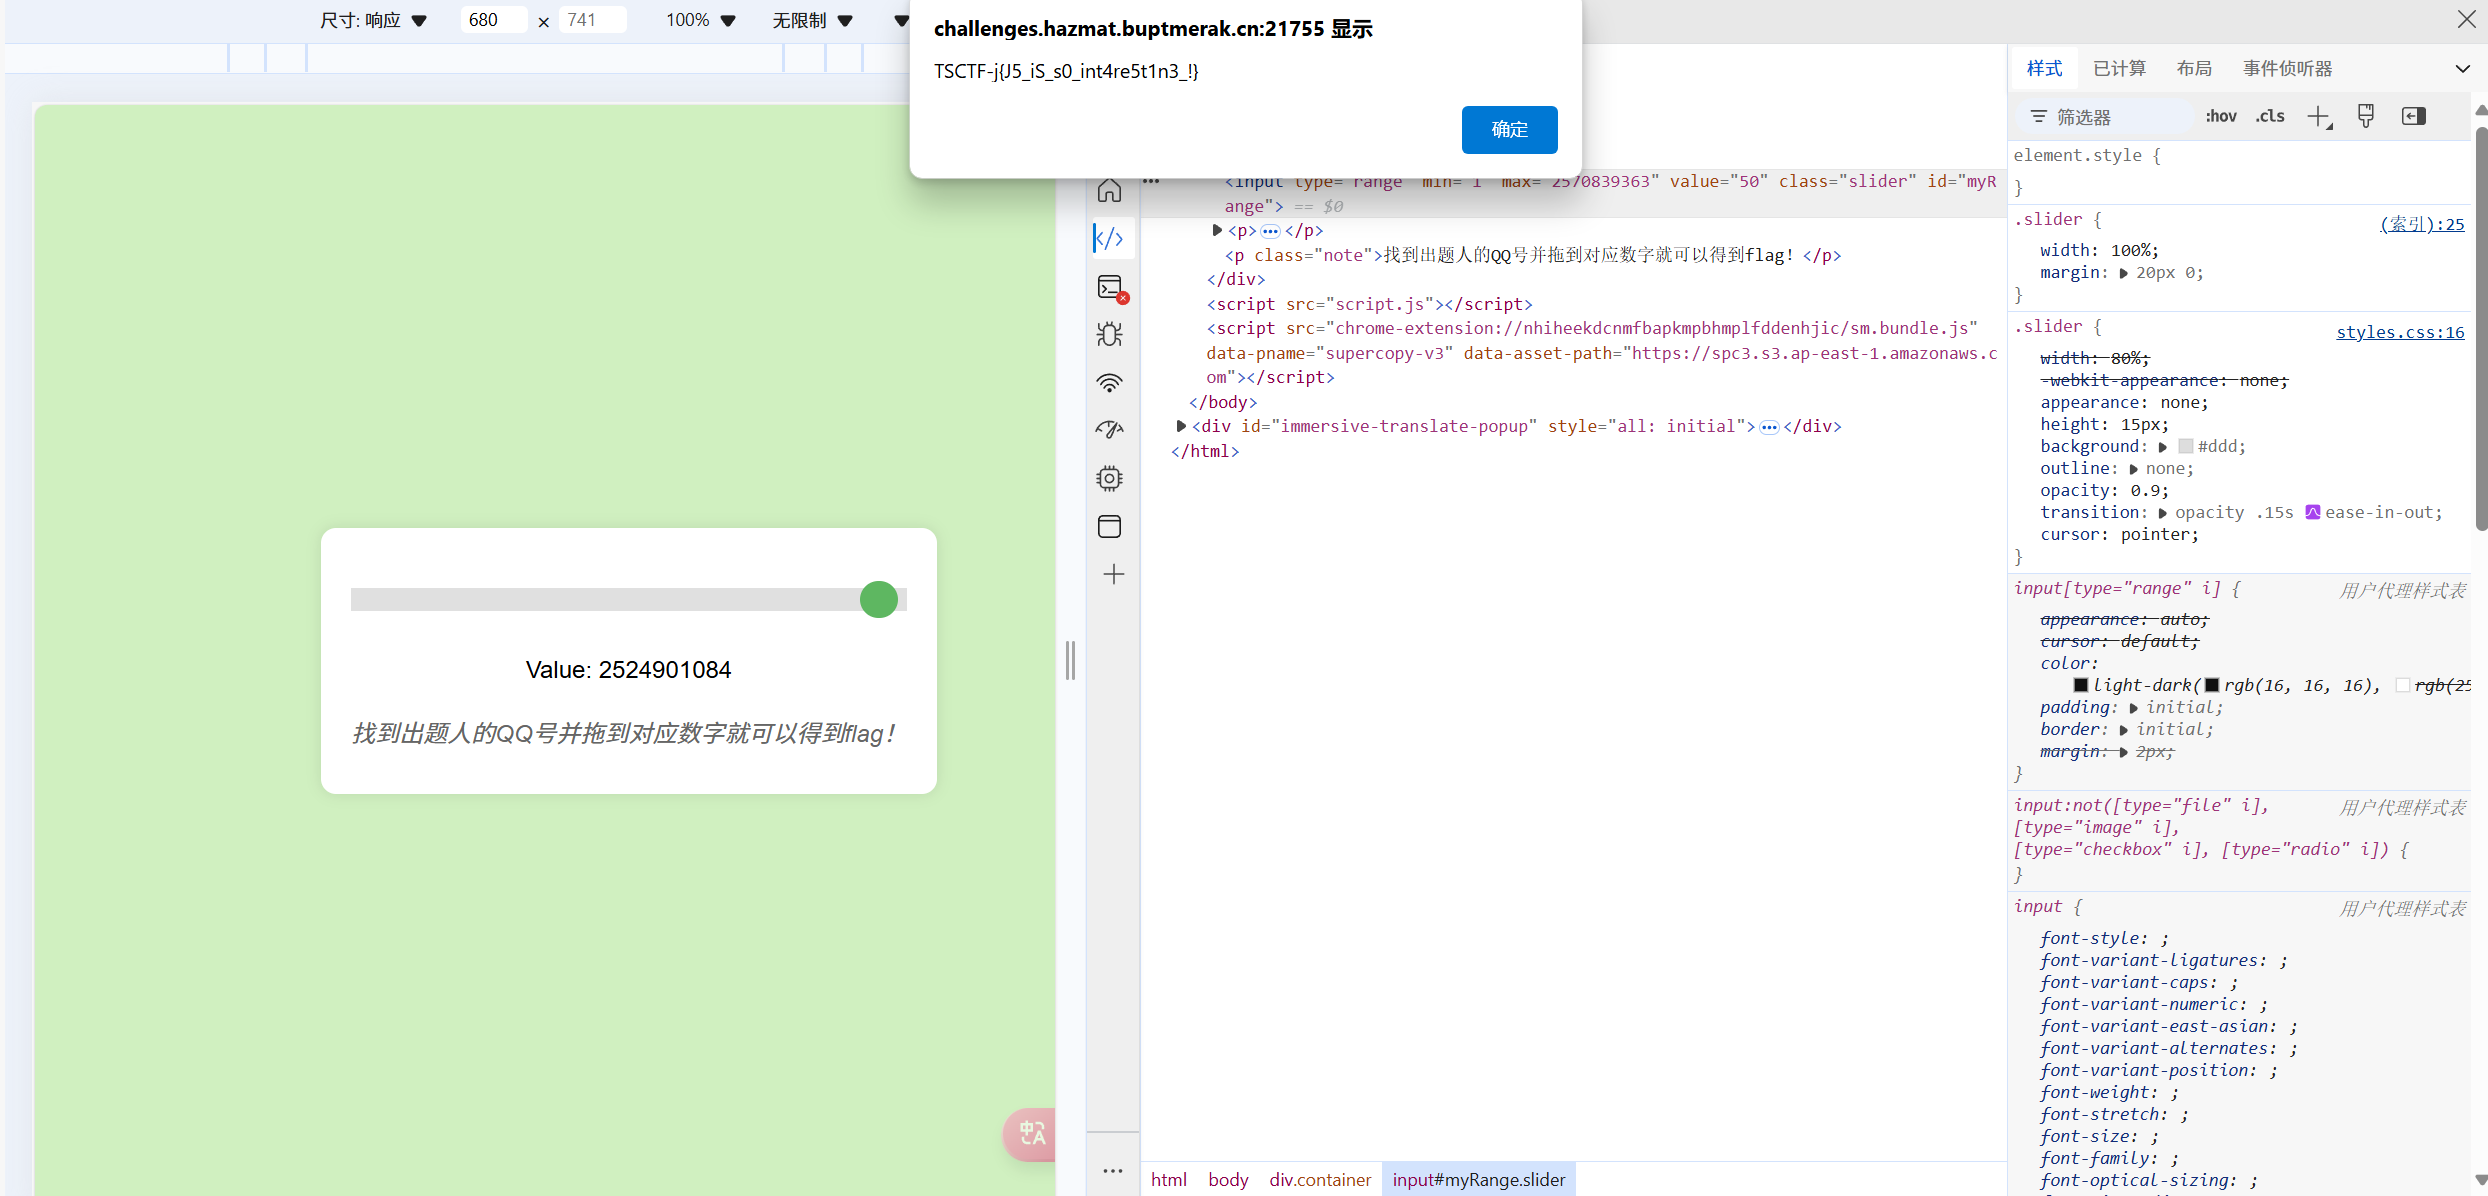 尺寸: 响应 680 × 741 100% 无限制
challenges.hazmat.buptmerak.cn:21755 显示
TSCTF-j{J5_iS_s0_int4re5t1n3_!}
确定
Value: 2524901084
找到出题人的QQ号并拖到对应数字就可以得到flag！
<input type="range" min="1" max="2570839363" value="50" class="slider" id="myR
ange"> == $0
<p>…</p>
<p class="note">找到出题人的QQ号并拖到对应数字就可以得到flag！</p>
</div>
<script src="script.js"></script>
<script src="chrome-extension://nhiheekdcnmfbapkmpbhmplfddenhjic/sm.bundle.js"
data-pname="supercopy-v3" data-asset-path="https://spc3.s3.ap-east-1.amazonaws.c
om"></script>
</body>
<div id="immersive-translate-popup" style="all: initial">…</div>
</html>
html body div.container input#myRange.slider
样式 已计算 布局 事件侦听器
筛选器 :hov .cls
element.style {
}
.slider { (索引):25
width: 100%;
margin: 20px 0;
}
.slider { styles.css:16
width: 80%;
-webkit-appearance: none;
appearance: none;
height: 15px;
background: #ddd;
outline: none;
opacity: 0.9;
transition: opacity .15s ease-in-out;
cursor: pointer;
}
input[type="range" i] { 用户代理样式表
appearance: auto;
cursor: default;
color:
light-dark(rgb(16, 16, 16), rgb(25
padding: initial;
border: initial;
margin: 2px;
}
input:not([type="file" i], 用户代理样式表
[type="image" i],
[type="checkbox" i], [type="radio" i]) {
}
input { 用户代理样式表
font-style: ;
font-variant-ligatures: ;
font-variant-caps: ;
font-variant-numeric: ;
font-variant-east-asian: ;
font-variant-alternates: ;
font-variant-position: ;
font-weight: ;
font-stretch: ;
font-size: ;
font-family: ;
font-optical-sizing: ;